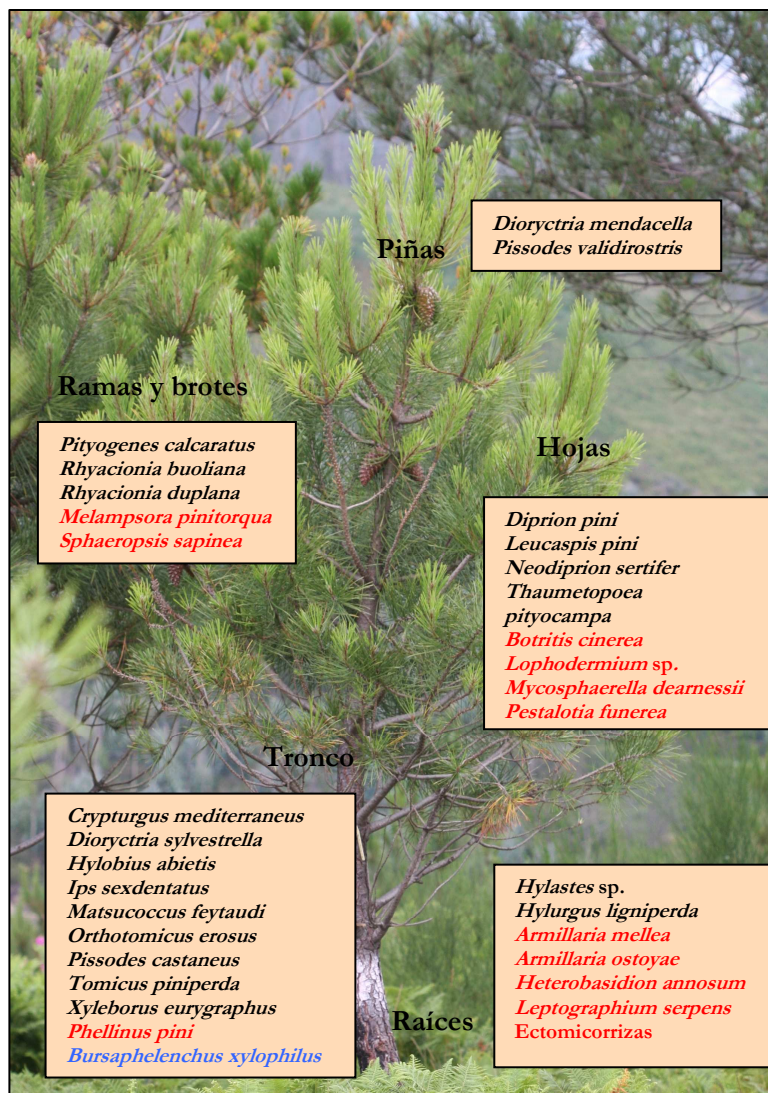 Piñas
Dioryctria mendacella
Pissodes validirostris
Ramas y brotes
Pityogenes calcaratus
Rhyacionia buoliana
Rhyacionia duplana
Melampsora pinitorqua
Sphaeropsis sapinea
Hojas
Diprion pini
Leucaspis pini
Neodiprion sertifer
Thaumetopoea
pityocampa
Botritis cinerea
Lophodermium sp.
Mycosphaerella dearnessii
Pestalotia funerea
Tronco
Crypturgus mediterraneus
Dioryctria sylvestrella
Hylobius abietis
Ips sexdentatus
Matsucoccus feytaudi
Orthotomicus erosus
Pissodes castaneus
Tomicus piniperda
Xyleborus eurygraphus
Phellinus pini
Bursaphelenchus xylophilus
Raíces
Hylastes sp.
Hylurgus ligniperda
Armillaria mellea
Armillaria ostoyae
Heterobasidion annosum
Leptographium serpens
Ectomicorrizas